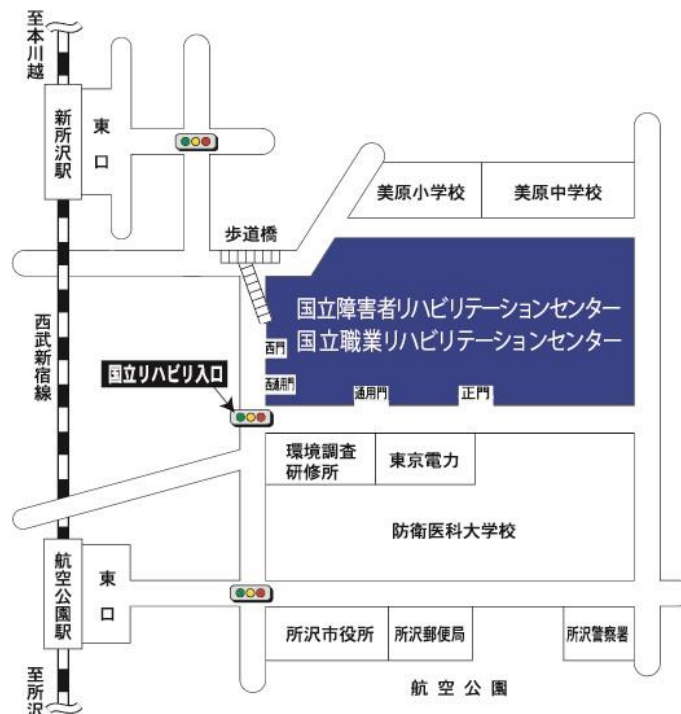 至本川越
新所沢駅
東口
美原小学校
美原中学校
歩道橋
国立障害者リハビリテーションセンター
国立職業リハビリテーションセンター
西武新宿線
西門
国立リハビリ入口
西通用門
通用門
正門
環境調査
研修所
東京電力
防衛医科大学校
航空公園駅
東口
所沢市役所
所沢郵便局
所沢警察署
至所沢
航空公園